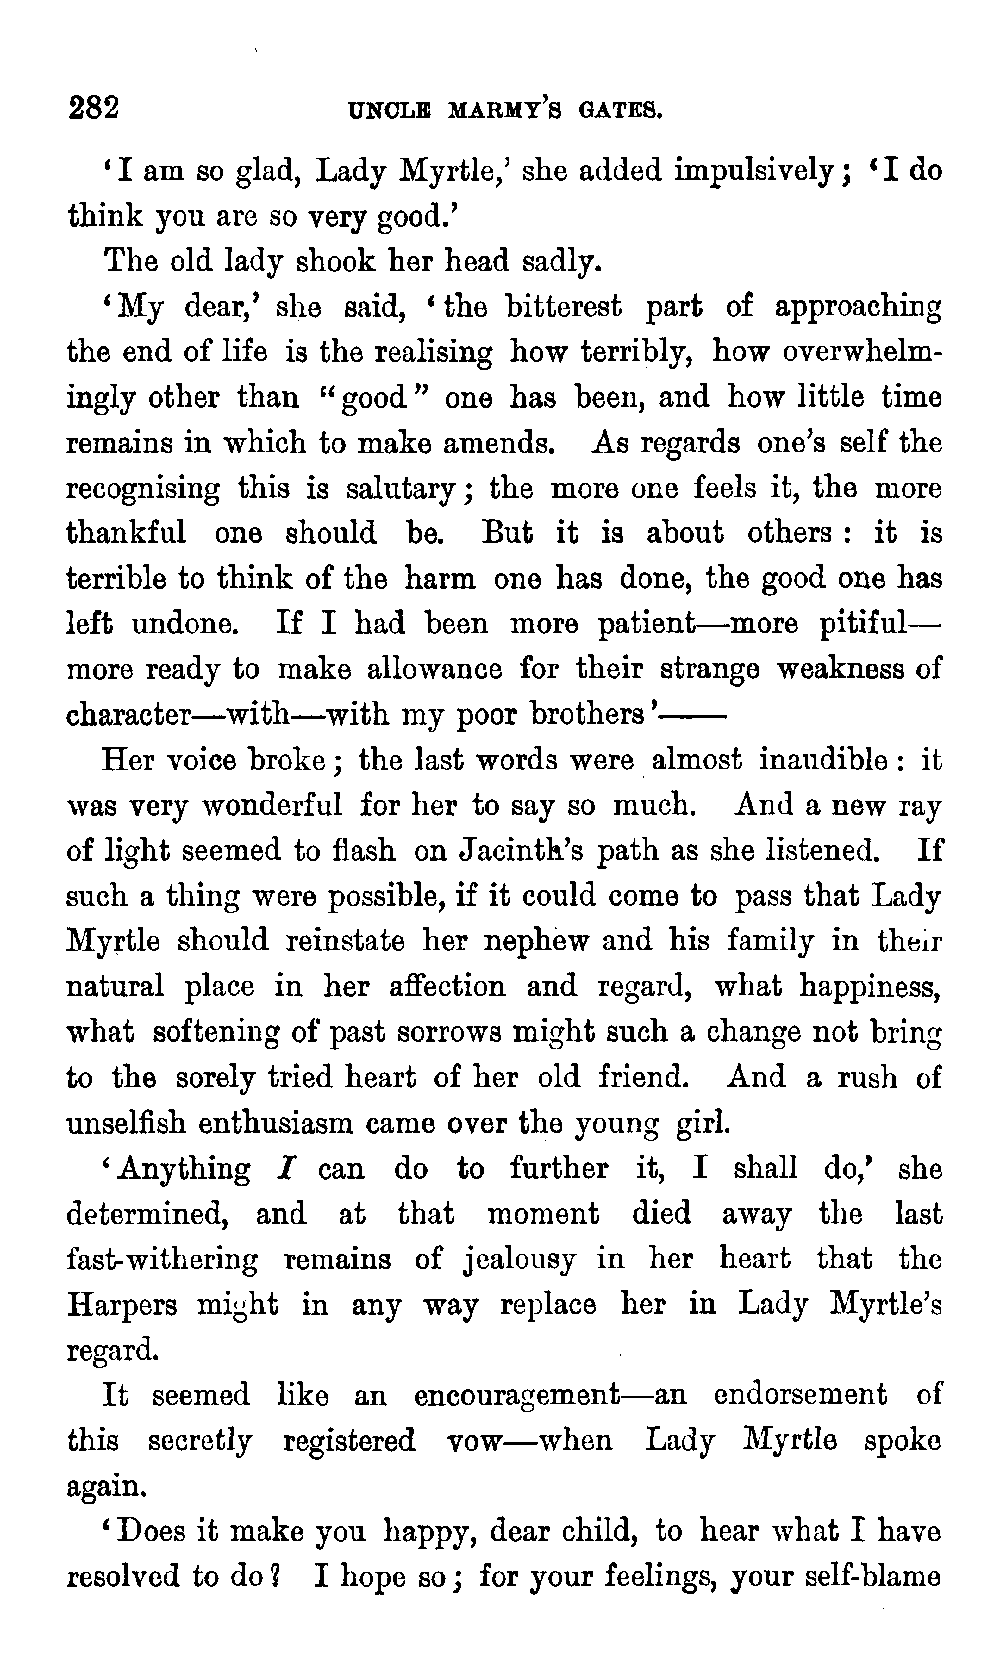 282 UNCLE MARMY'S GATES.
‘I am so glad, Lady Myrtle,’ she added impulsively; ‘I do
think you are so very good.’
The old lady shook her head sadly.
‘My dear,’ she said, ‘the bitterest part of approaching
the end of life is the realising how terribly, how overwhelm-
ingly other than “good” one has been, and how little time
remains in which to make amends. As regards one’s self the
recognising this is salutary; the more one feels it, the more
thankful one should be. But it is about others: it is
terrible to think of the harm one has done, the good one has
left undone. If I had been more patient—more pitiful—
more ready to make allowance for their strange weakness of
character—with—with my poor brothers’——
Her voice broke; the last words were almost inaudible: it
was very wonderful for her to say so much. And a new ray
of light seemed to flash on Jacinth’s path as she listened. If
such a thing were possible, if it could come to pass that Lady
Myrtle should reinstate her nephew and his family in their
natural place in her affection and regard, what happiness,
what softening of past sorrows might such a change not bring
to the sorely tried heart of her old friend. And a rush of
unselfish enthusiasm came over the young girl.
‘Anything I can do to further it, I shall do,’ she
determined, and at that moment died away the last
fast-withering remains of jealousy in her heart that the
Harpers might in any way replace her in Lady Myrtle’s
regard.
It seemed like an encouragement—an endorsement of
this secretly registered vow—when Lady Myrtle spoke
again.
‘Does it make you happy, dear child, to hear what I have
resolved to do? I hope so; for your feelings, your self-blame